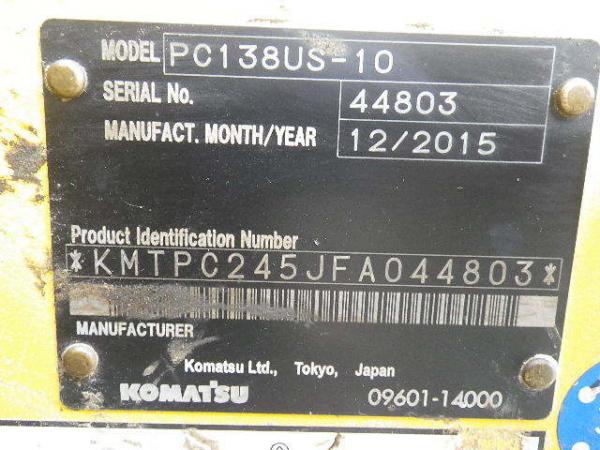 MODEL PC138US-10
SERIAL No. 44803
MANUFACT. MONTH/YEAR 12/2015
Product Identification Number
*KMTPC245JFA044803*
MANUFACTURER
Komatsu Ltd., Tokyo, Japan
KOMATSU 09601-14000